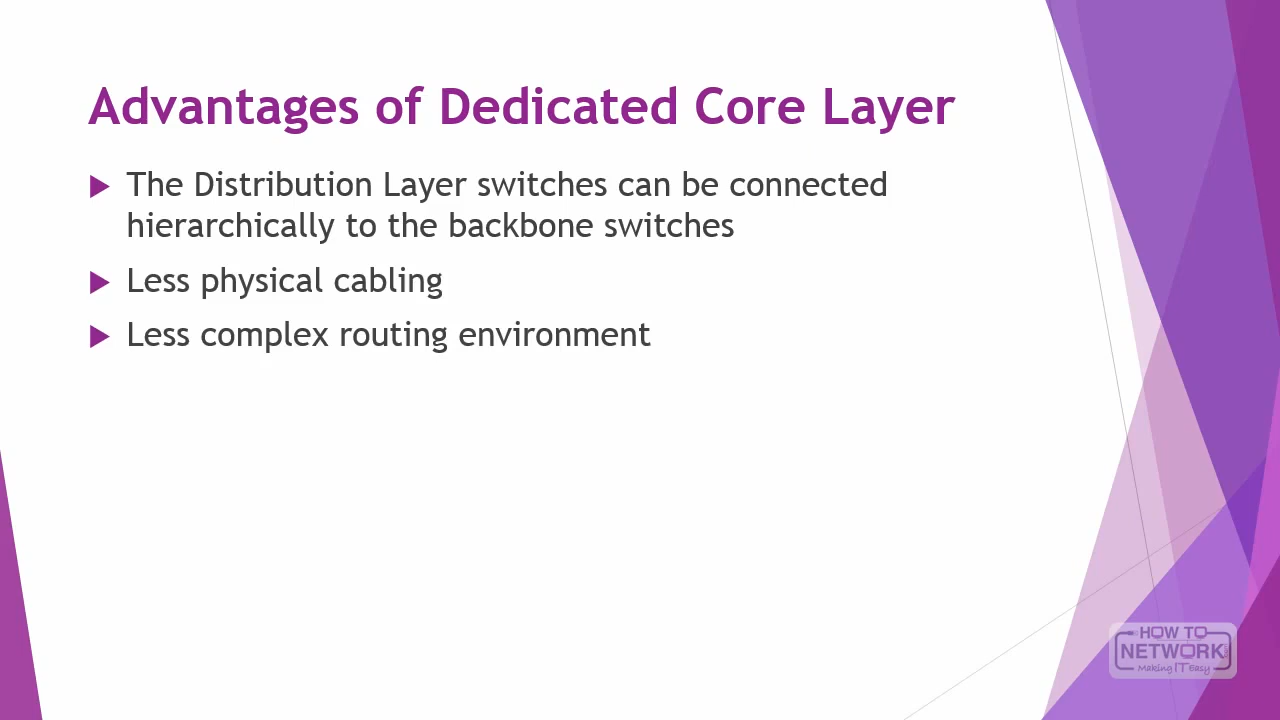 Advantages of Dedicated Core Layer
The Distribution Layer switches can be connected
hierarchically to the backbone switches
Less physical cabling
Less complex routing environment
HOW TO
NETWORK
Making IT Easy